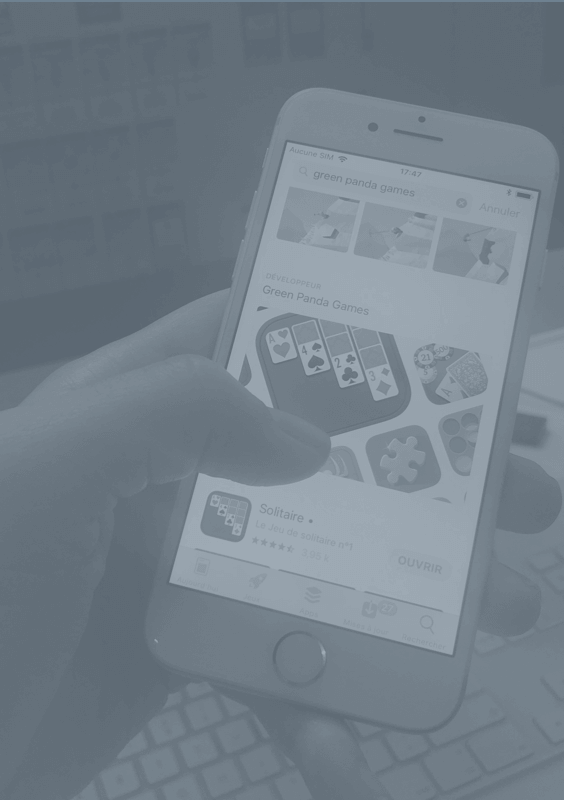 Aucune SIM
17:47
green panda games
Annuler
DÉVELOPPEUR
Green Panda Games
A
4
2
3
21
A
Solitaire •
Le Jeu de solitaire n°1
OUVRIR
22